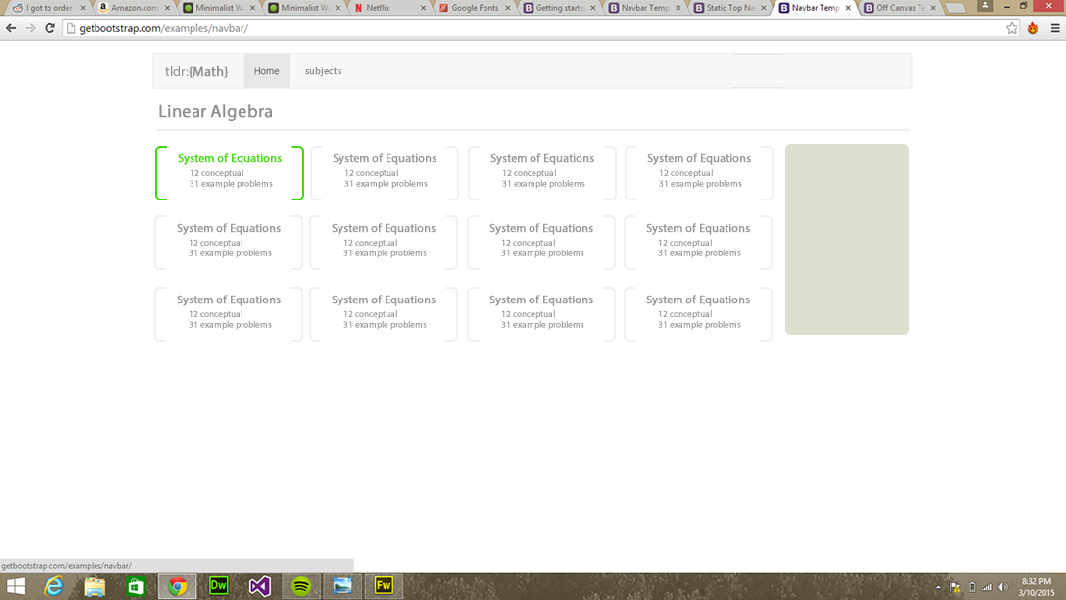 I got to order
Amazon.com
Minimalist W
Minimalist W
Netflix
Google Fonts
Getting starte
Navbar Temp
Static Top Na
Navbar Temp
Off Canvas Te
getbootstrap.com/examples/navbar/
tldr:{Math}
Home
subjects
Linear Algebra
System of Equations
12 conceptual
31 example problems
System of Equations
12 conceptual
31 example problems
System of Equations
12 conceptual
31 example problems
System of Equations
12 conceptual
31 example problems
System of Equations
12 conceptual
31 example problems
System of Equations
12 conceptual
31 example problems
System of Equations
12 conceptual
31 example problems
System of Equations
12 conceptual
31 example problems
System of Equations
12 conceptual
31 example problems
System of Equations
12 conceptual
31 example problems
System of Equations
12 conceptual
31 example problems
System of Equations
12 conceptual
31 example problems
getbootstrap.com/examples/navbar/
Dw
Fw
8:32 PM
3/10/2015